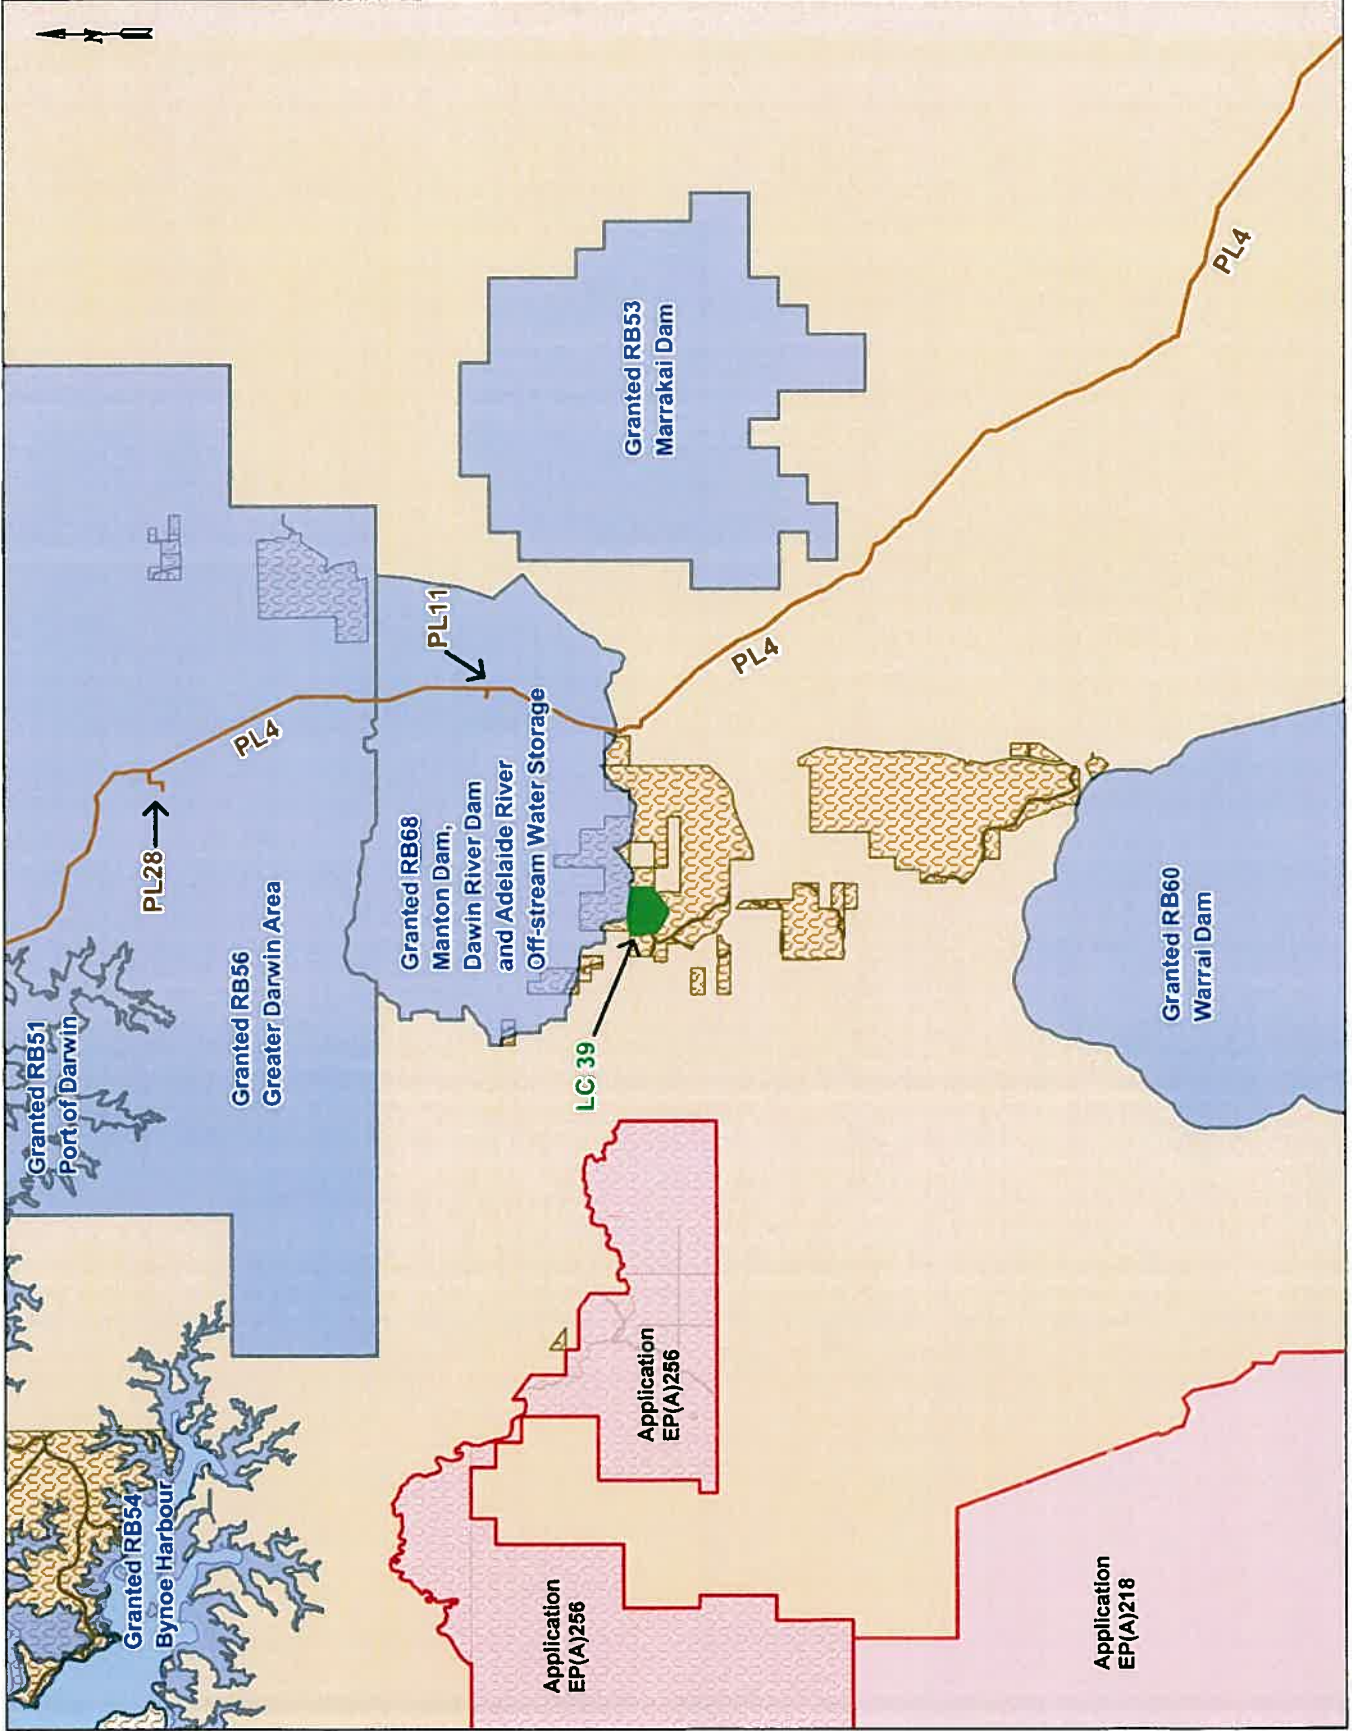 Granted RB51
Port of Darwin
N
Granted RB54
Bynoe Harbour
PL28
Granted RB56
Greater Darwin Area
PL4
Granted RB68
Manton Dam,
Dawin River Dam
and Adelaide River
Off-stream Water Storage
PL11
Application
EP(A)256
LC 39
Granted RB53
Marrakai Dam
Application
EP(A)256
PL4
Application
EP(A)218
Granted RB60
Warrai Dam
PL4